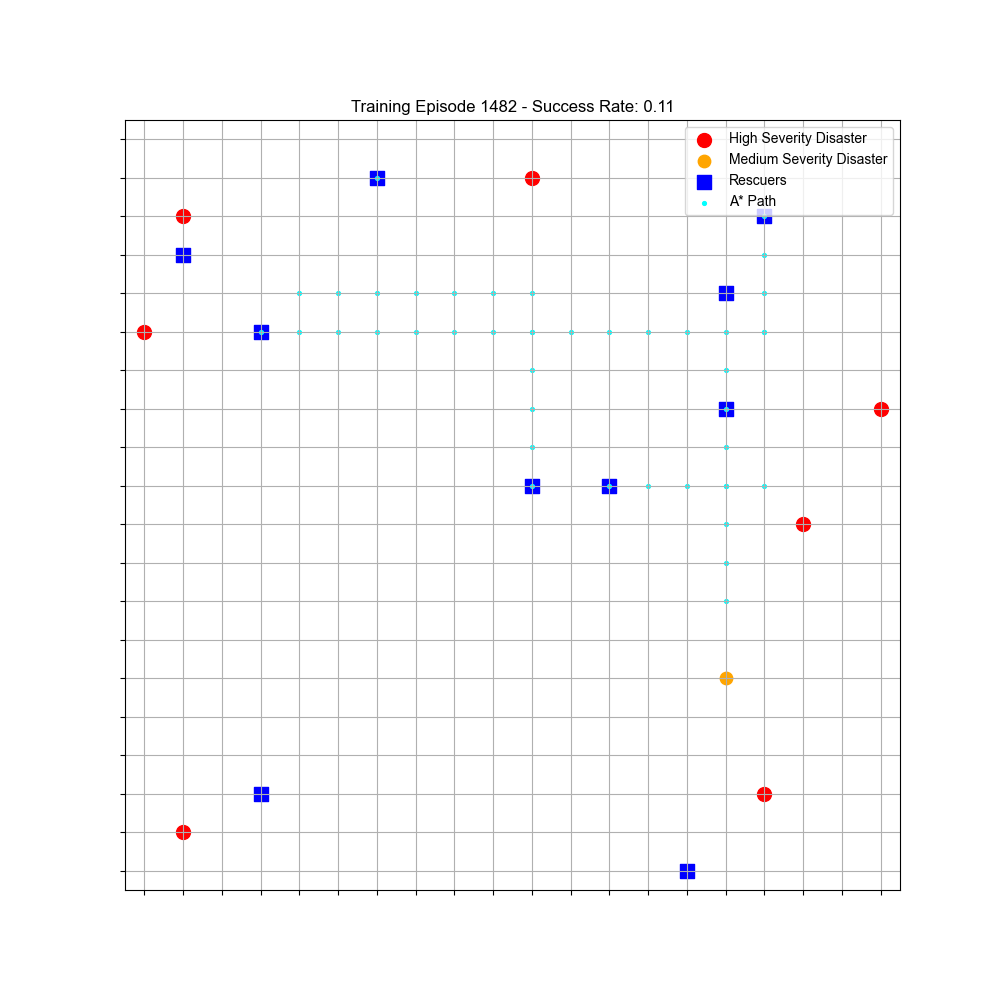 Training Episode 1482 - Success Rate: 0.11
High Severity Disaster
Medium Severity Disaster
Rescuers
A* Path